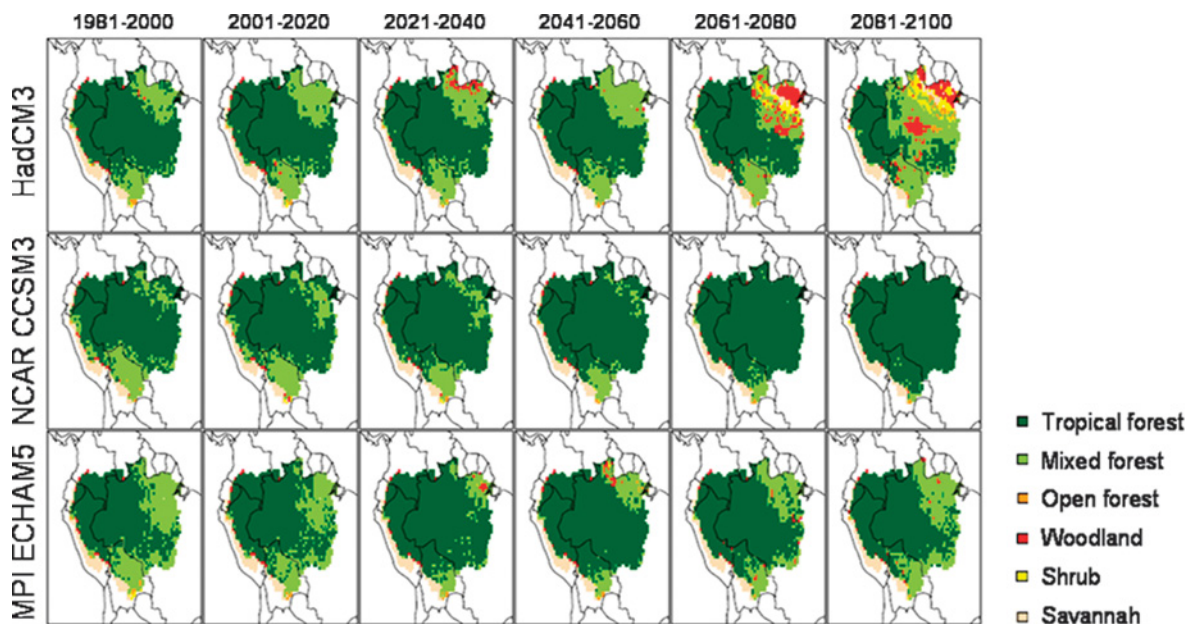 1981-2000 2001-2020 2021-2040 2041-2060 2061-2080 2081-2100
HadCM3
NCAR CCSM3
MPI ECHAM5
Tropical forest
Mixed forest
Open forest
Woodland
Shrub
Savannah